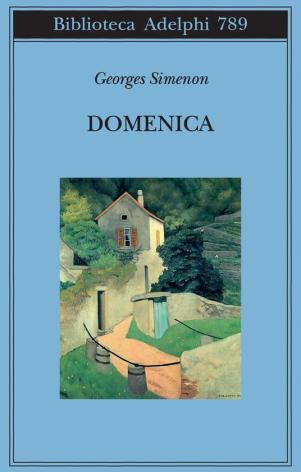 Biblioteca Adelphi 789
Georges Simenon
DOMENICA